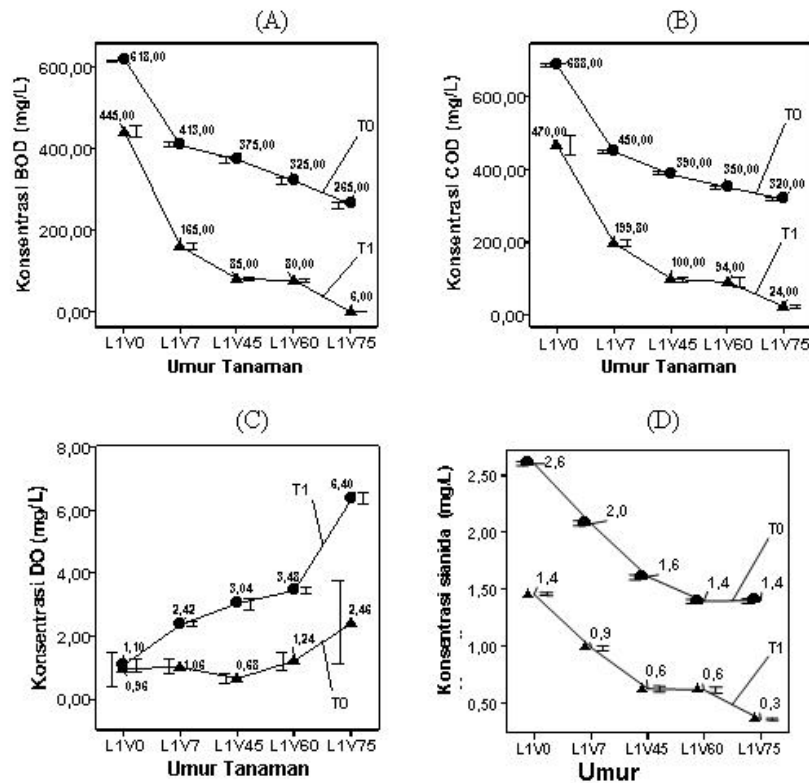 (A)
Konsentrasi BOD (mg/L)
600,00
400,00
200,00
0,00
618,00
445,00
413,00
375,00
325,00
265,00
T0
165,00
85,00
80,00
T1
6,00
L1V0 L1V7 L1V45 L1V60 L1V75
Umur Tanaman
(B)
Konsentrasi COD (mg/L)
600,00
400,00
200,00
0,00
688,00
470,00
450,00
390,00
350,00
320,00
T0
199,80
100,00
94,00
T1
24,00
L1V0 L1V7 L1V45 L1V60 L1V75
Umur Tanaman
(C)
Konsentrasi DO (mg/L)
8,00
6,00
4,00
2,00
0,00
T1
6,40
3,48
3,04
2,42
1,10
2,46
1,24
1,06
0,68
0,96
T0
L1V0 L1V7 L1V45 L1V60 L1V75
Umur Tanaman
(D)
Konsentrasi sianida (mg/L)
2,50
2,00
1,50
1,00
0,50
2,6
2,0
1,6
1,4
1,4
T0
1,4
0,9
0,6
0,6
T1
0,3
L1V0 L1V7 L1V45 L1V60 L1V75
Umur